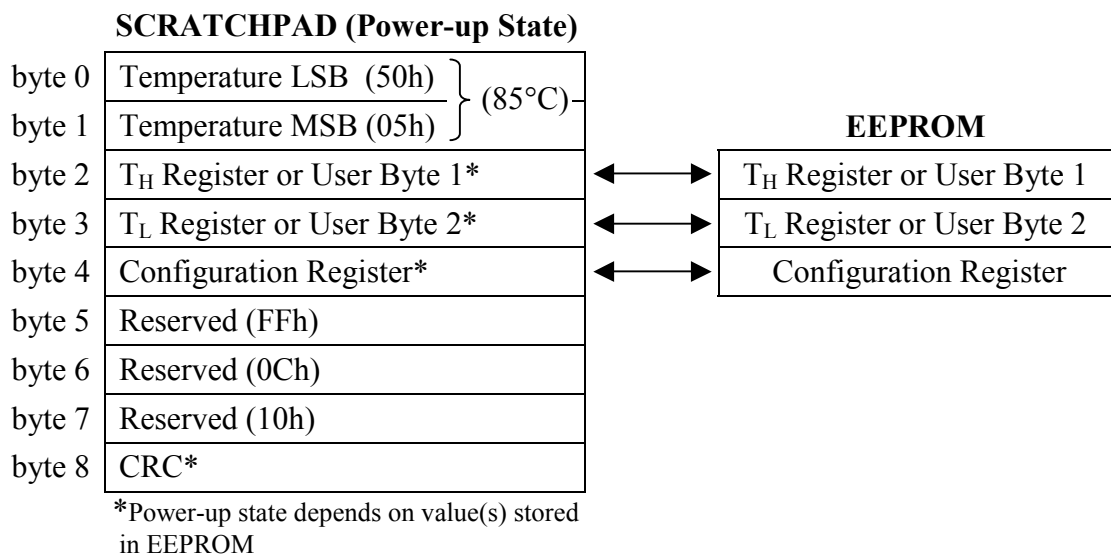 SCRATCHPAD (Power-up State)
byte 0 Temperature LSB (50h)
(85°C)
byte 1 Temperature MSB (05h)
EEPROM
byte 2 TH Register or User Byte 1* TH Register or User Byte 1
byte 3 TL Register or User Byte 2* TL Register or User Byte 2
byte 4 Configuration Register* Configuration Register
byte 5 Reserved (FFh)
byte 6 Reserved (0Ch)
byte 7 Reserved (10h)
byte 8 CRC*
*Power-up state depends on value(s) stored
in EEPROM